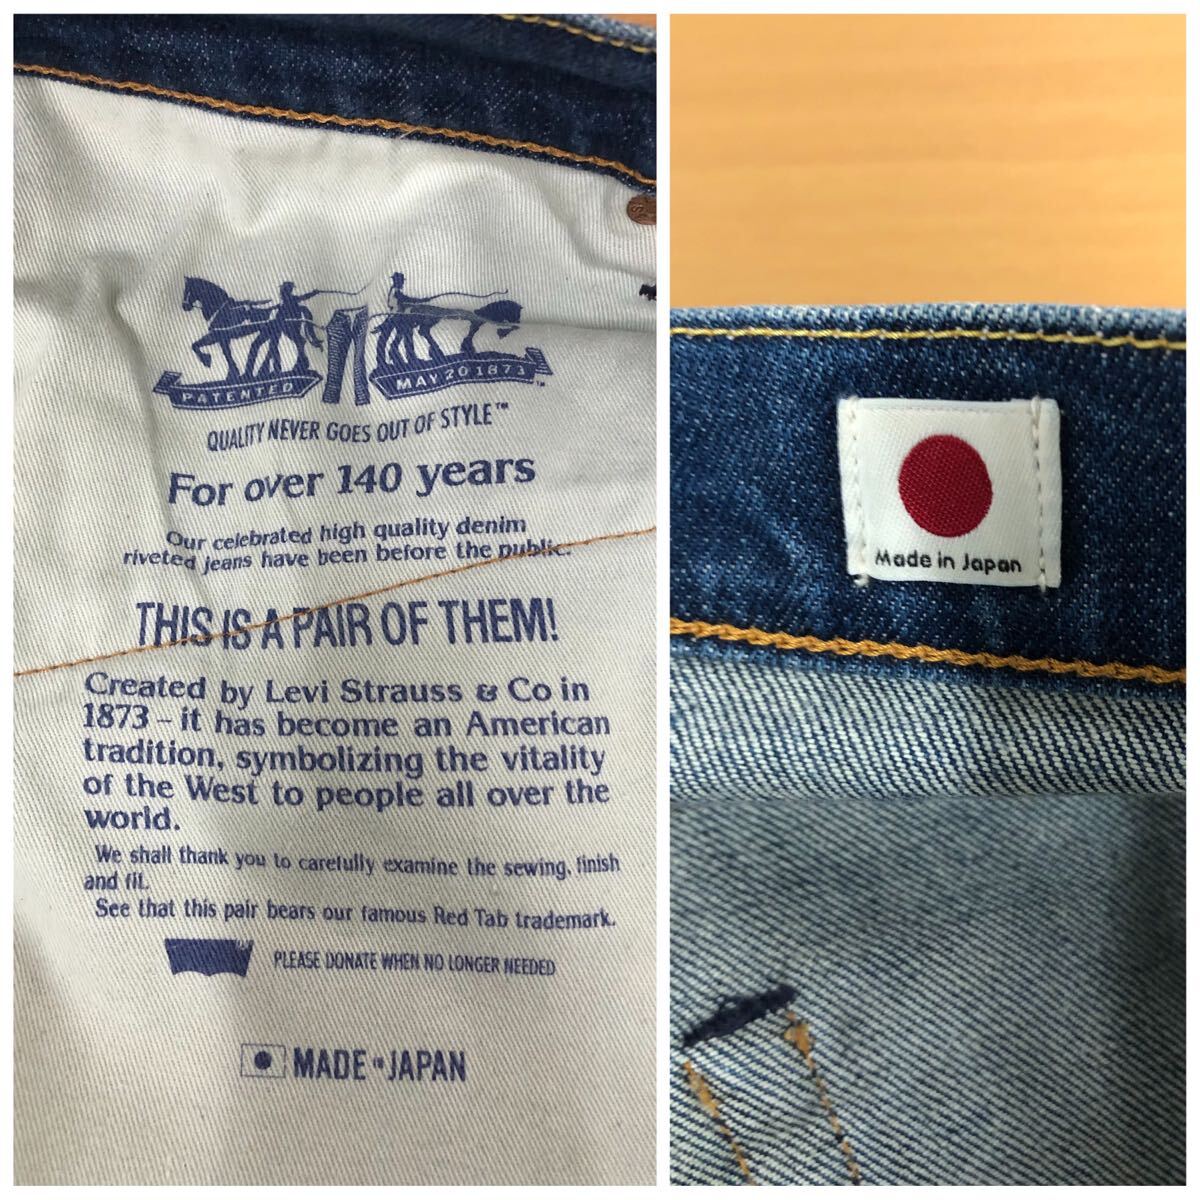 PATENTED MAY 20 1873 ™
QUALITY NEVER GOES OUT OF STYLE™
For over 140 years
Our celebrated high quality denim
riveted jeans have been before the public.
THIS IS A PAIR OF THEM!
Created by Levi Strauss & Co in
1873 – it has become an American
tradition, symbolizing the vitality
of the West to people all over the
world.
We shall thank you to carefully examine the sewing, finish
and fit.
See that this pair bears our famous Red Tab trademark.
PLEASE DONATE WHEN NO LONGER NEEDED
MADE IN JAPAN
Made in Japan